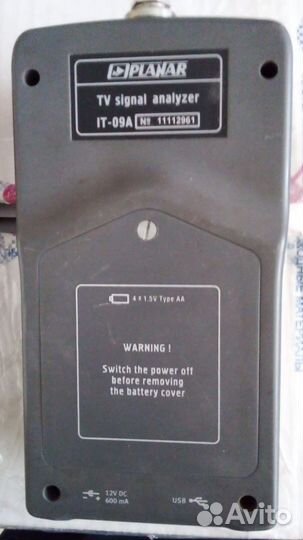 PLANAR
TV signal analyzer
IT-09A № 11112961
4 x 1.5V Type AA
WARNING !
Switch the power off
before removing
the battery cover
12V DC
600 mA
USB
Avito